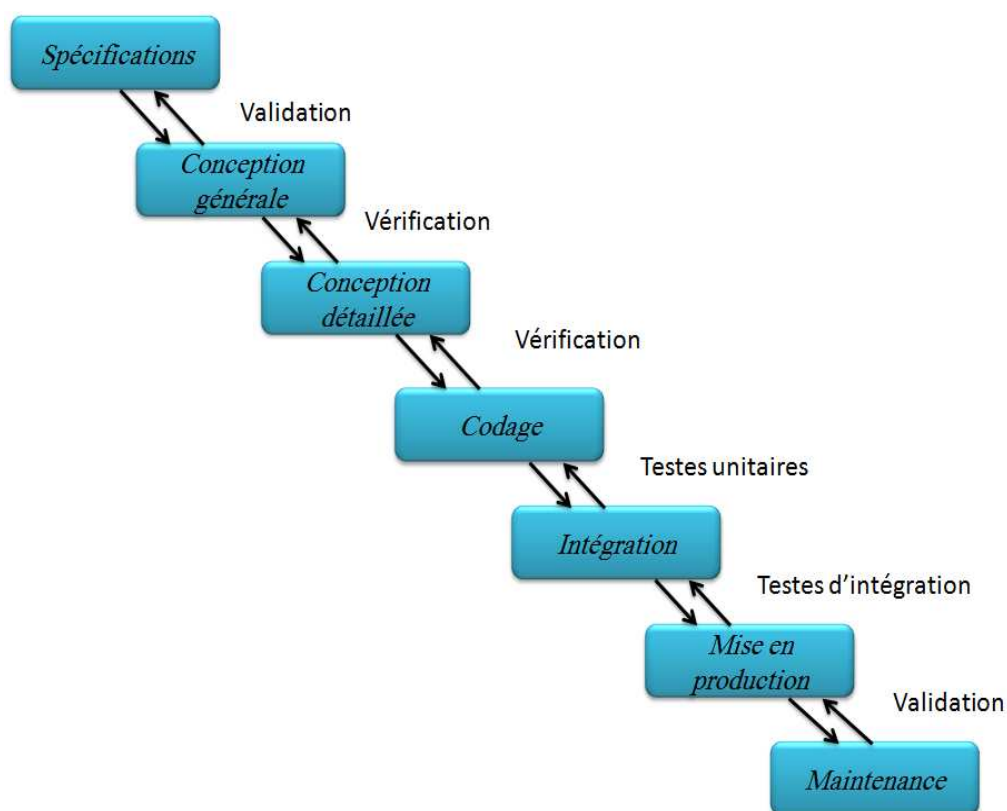 Spécifications
Validation
Conception
générale
Vérification
Conception
détaillée
Vérification
Codage
Testes unitaires
Intégration
Testes d'intégration
Mise en
production
Validation
Maintenance